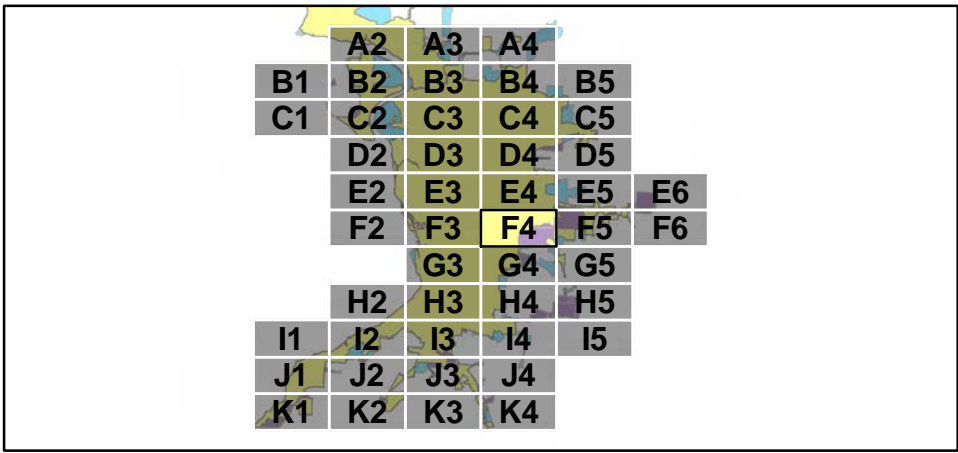 A2 A3 A4
B1 B2 B3 B4 B5
C1 C2 C3 C4 C5
D2 D3 D4 D5
E2 E3 E4 E5 E6
F2 F3 F4 F5 F6
G3 G4 G5
H2 H3 H4 H5
I1 I2 I3 I4 I5
J1 J2 J3 J4
K1 K2 K3 K4